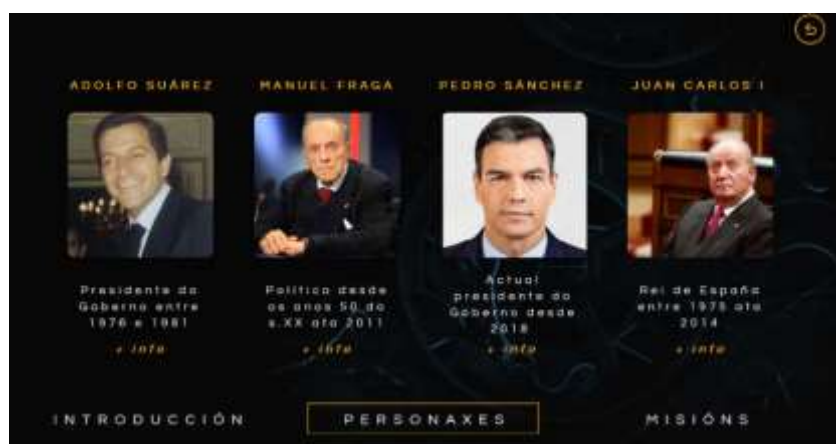 ADOLFO SUÁREZ
MANUEL FRAGA
PEDRO SÁNCHEZ
JUAN CARLOS I
Presidente do
Goberno entre
1976 e 1981
+ info
Político desde
os anos 50 do
s.XX ata 2011
+ info
Actual
presidente do
Goberno desde
2018
+ info
Rei de España
entre 1975 ata
2014
+ info
INTRODUCCIÓN
PERSONAXES
MISIÓNS